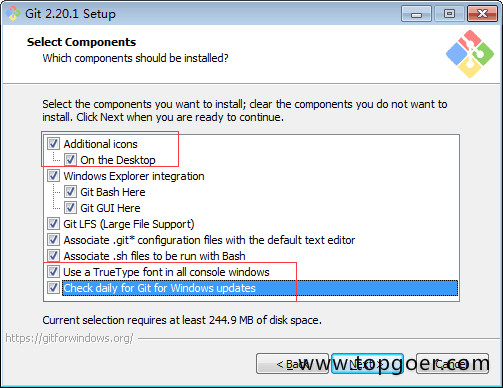 Git 2.20.1 Setup
Select Components
Which components should be installed?
Select the components you want to install; clear the components you do not want to
install. Click Next when you are ready to continue.
Additional icons
On the Desktop
Windows Explorer integration
Git Bash Here
Git GUI Here
Git LFS (Large File Support)
Associate .git* configuration files with the default text editor
Associate .sh files to be run with Bash
Use a TrueType font in all console windows
Check daily for Git for Windows updates
Current selection requires at least 244.9 MB of disk space.
https://gitforwindows.org/
< Back Next > Cancel
www.topgoer.com